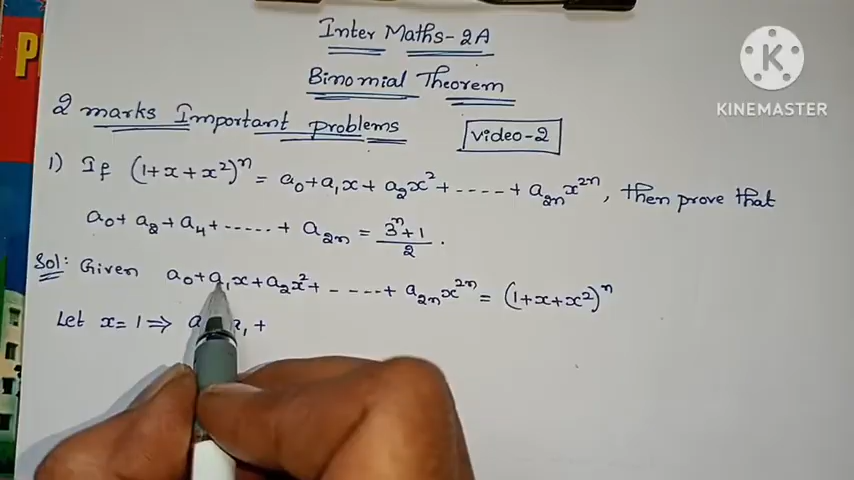 Inter Maths-2A
Binomial Theorem
2 marks Important problems
video-2
1) If (1+x+x²)ⁿ = a₀+a₁x+a₂x²+-----+a₂ₙx²ⁿ, then prove that
a₀+a₂+a₄+-----+a₂ₙ = (3ⁿ+1)/2.
Sol: Given a₀+a₁x+a₂x²+-----+a₂ₙx²ⁿ = (1+x+x²)ⁿ
Let x=1 ⇒
K
KINEMASTER